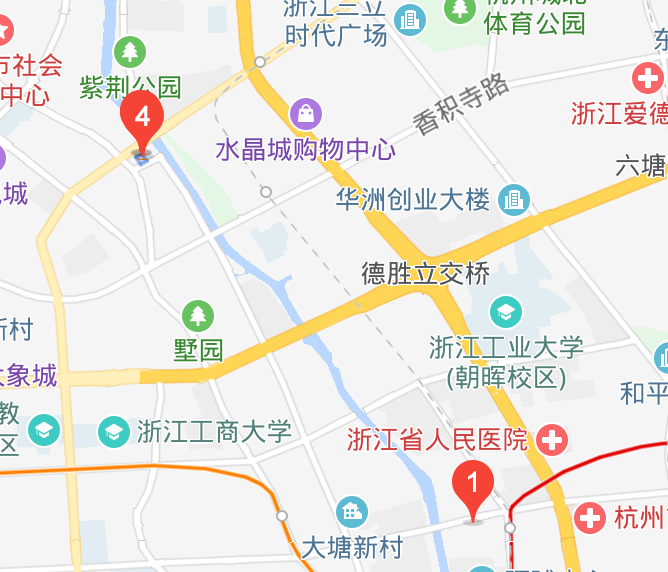 浙江三立
时代广场
杭州城北
体育公园
市社会
中心
紫荆公园
4
香积寺路
浙江爱德
水晶城购物中心
六塘
华洲创业大楼
德胜立交桥
新村
墅园
浙江工业大学
(朝晖校区)
大象城
和平
教
区
浙江工商大学
浙江省人民医院
1
杭州
大塘新村